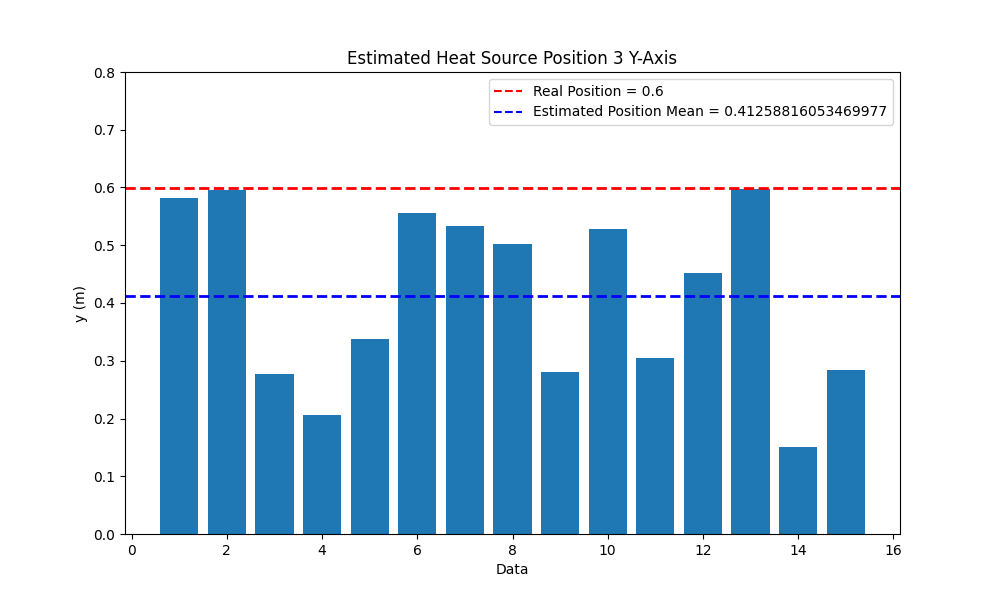 Estimated Heat Source Position 3 Y-Axis
Real Position = 0.6
Estimated Position Mean = 0.41258816053469977
0.8
0.7
0.6
0.5
0.4
0.3
0.2
0.1
0.0
y (m)
0 2 4 6 8 10 12 14 16
Data